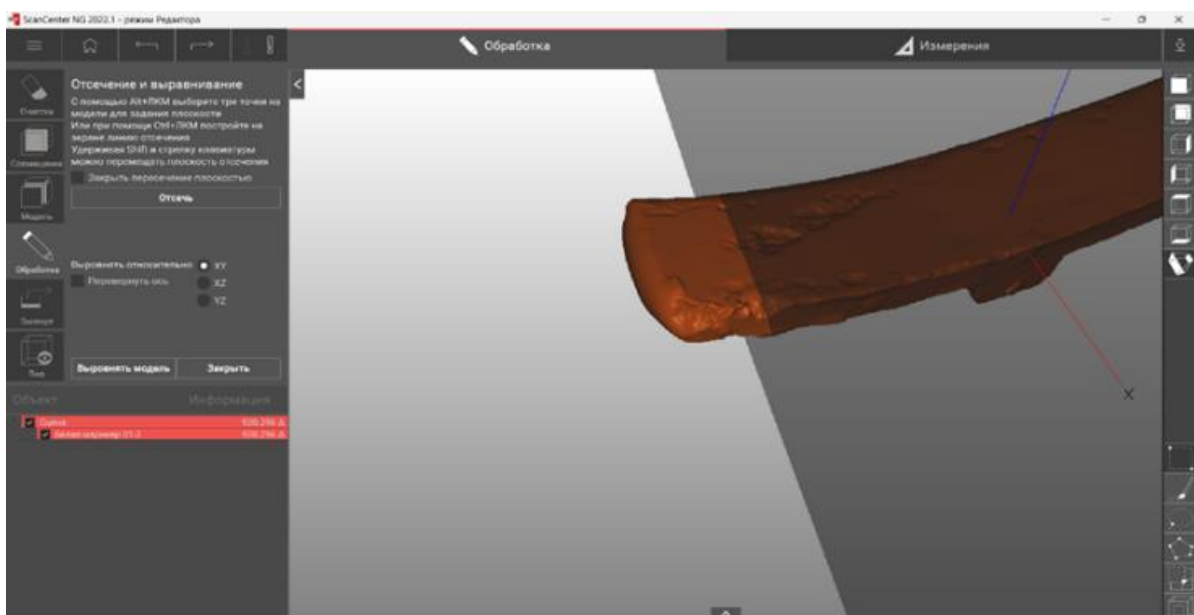 ScanCenter NG 2022.1 - режим Редактора
Обработка
Измерения
Очистка
Совмещение
Модель
Обработка
Экспорт
Вид
Отсечение и выравнивание
С помощью Alt+ЛКМ выберите три точки на
модели для задания плоскости
Или при помощи Ctrl+ЛКМ постройте на
экране линию отсечения
Удерживая Shift и стрелку клавиатуры
можно перемещать плоскость отсечения
Закрыть пересечение плоскостью
Отсечь
Выровнять относительно
XY
Перевернуть ось
XZ
YZ
Выровнять модель
Закрыть
Объект
Информация
Сцена
X